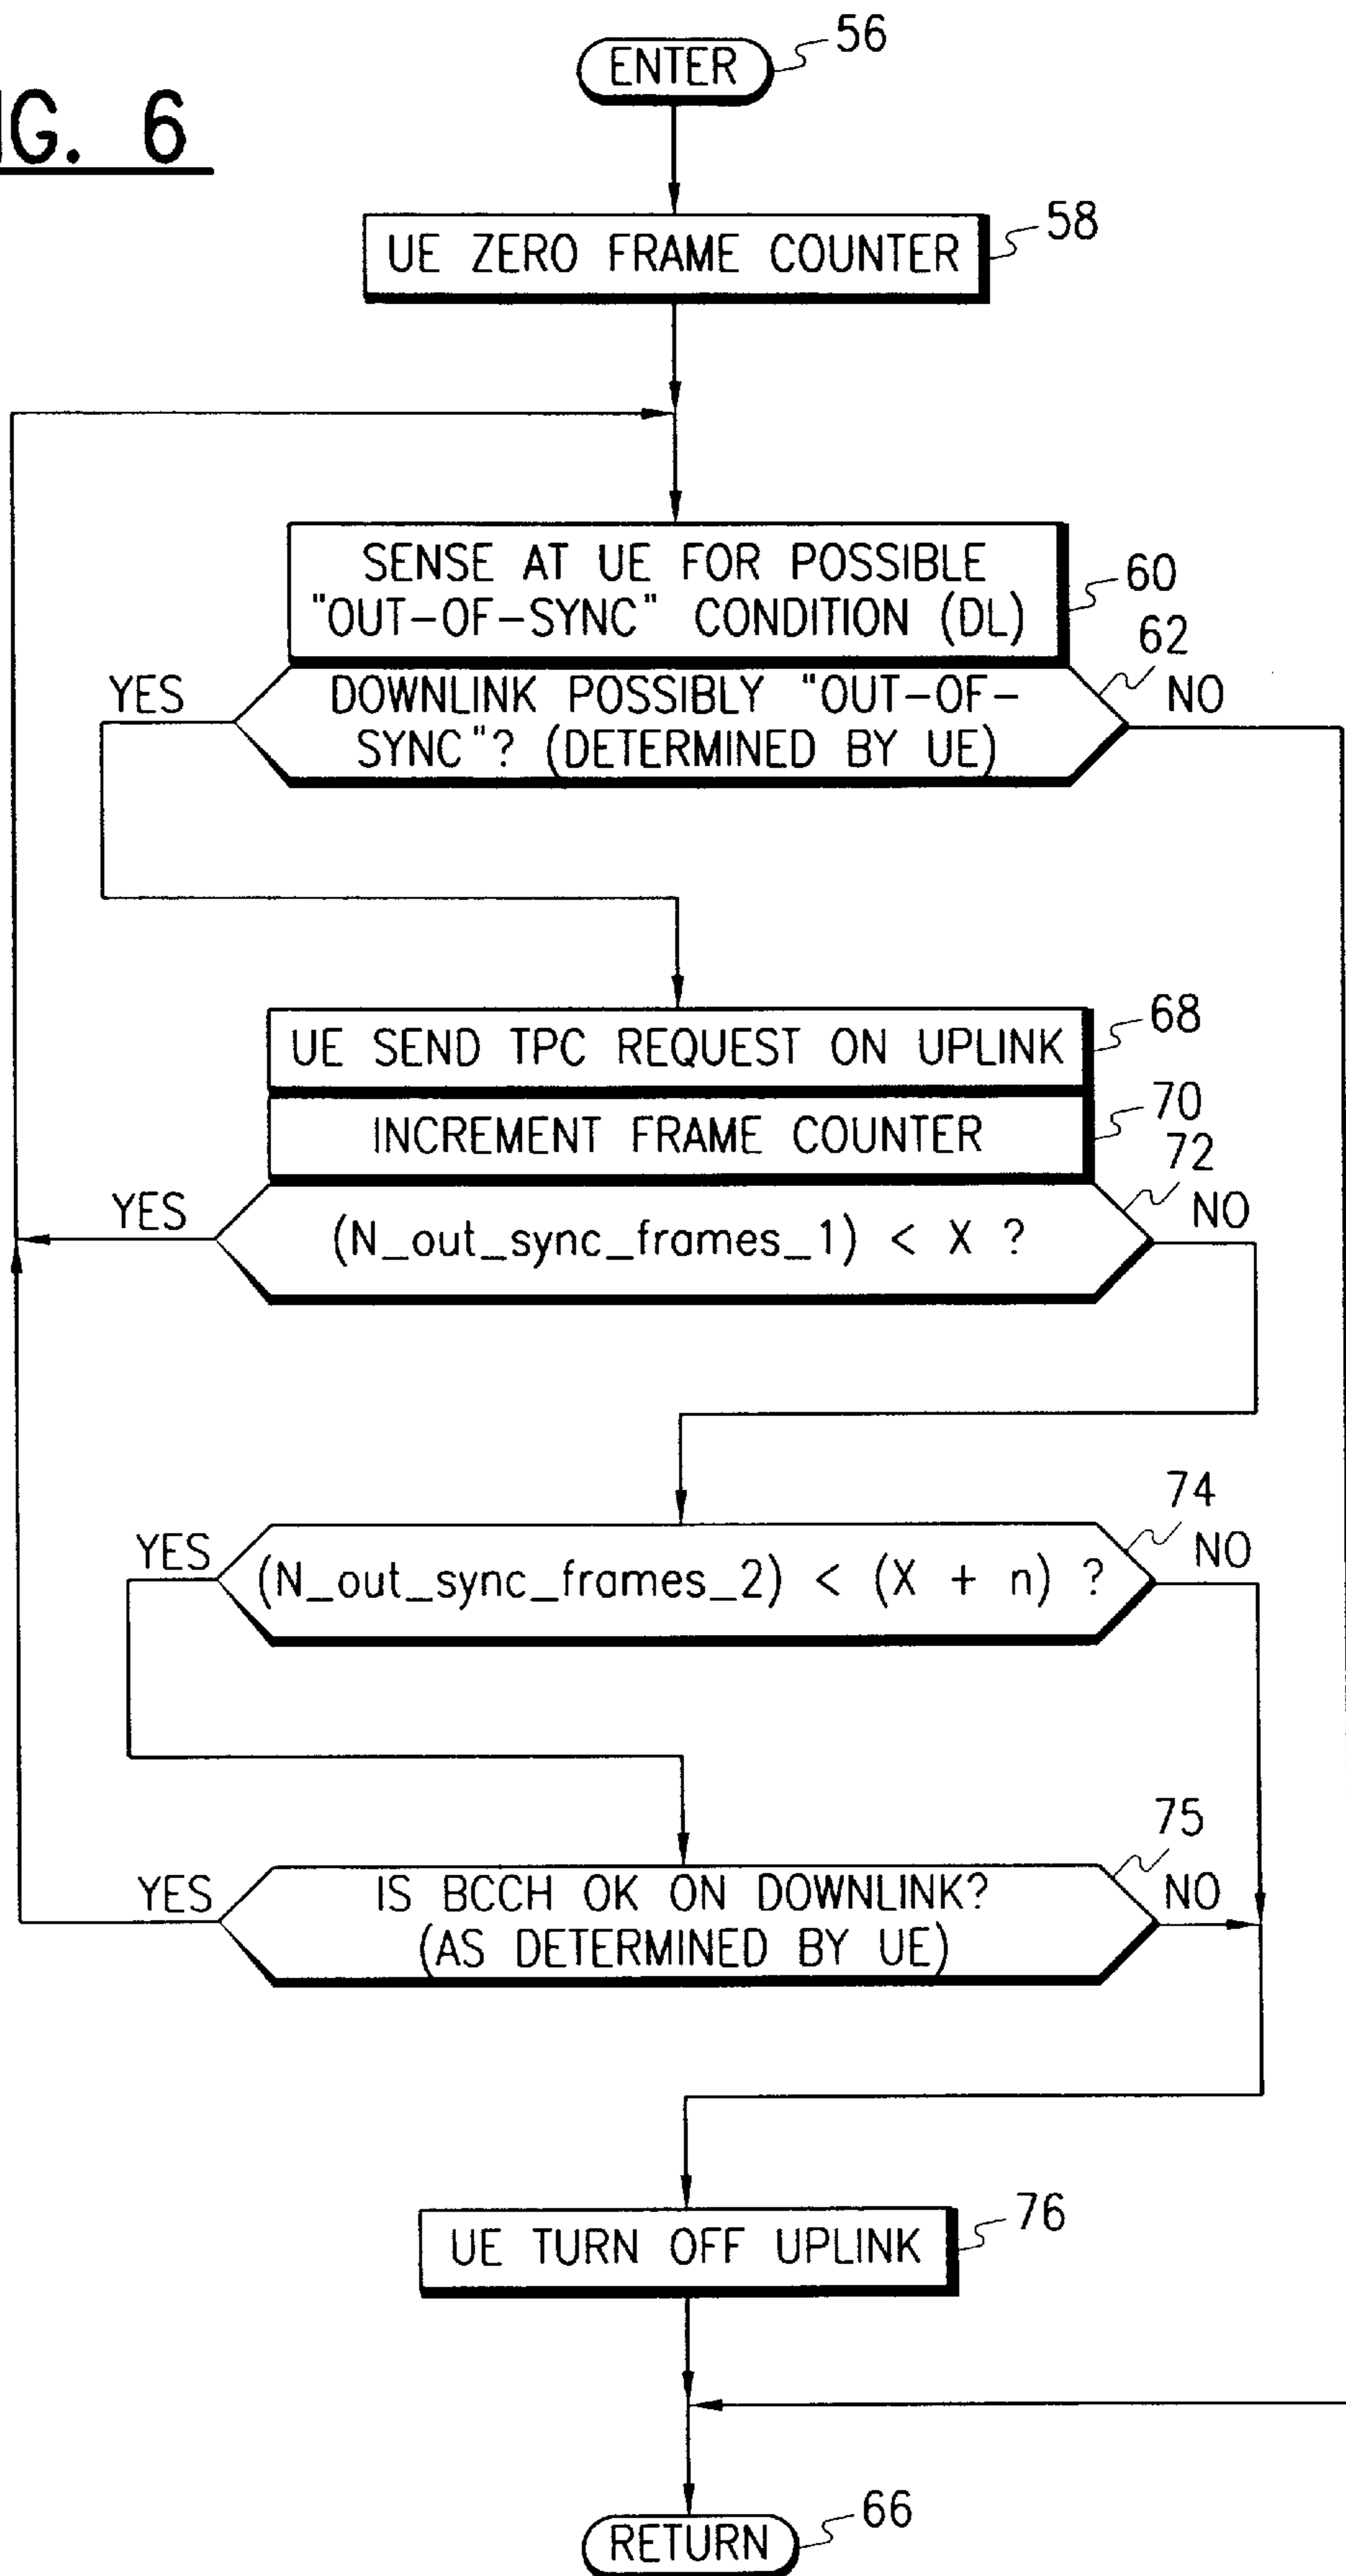 IG. 6
ENTER
56
UE ZERO FRAME COUNTER
58
SENSE AT UE FOR POSSIBLE
"OUT-OF-SYNC" CONDITION (DL)
60
62
YES
DOWNLINK POSSIBLY "OUT-OF-
SYNC"? (DETERMINED BY UE)
NO
UE SEND TPC REQUEST ON UPLINK
68
INCREMENT FRAME COUNTER
70
72
YES
(N_out_sync_frames_1) < X ?
NO
74
YES
(N_out_sync_frames_2) < (X + n) ?
NO
75
YES
IS BCCH OK ON DOWNLINK?
(AS DETERMINED BY UE)
NO
UE TURN OFF UPLINK
76
RETURN
66